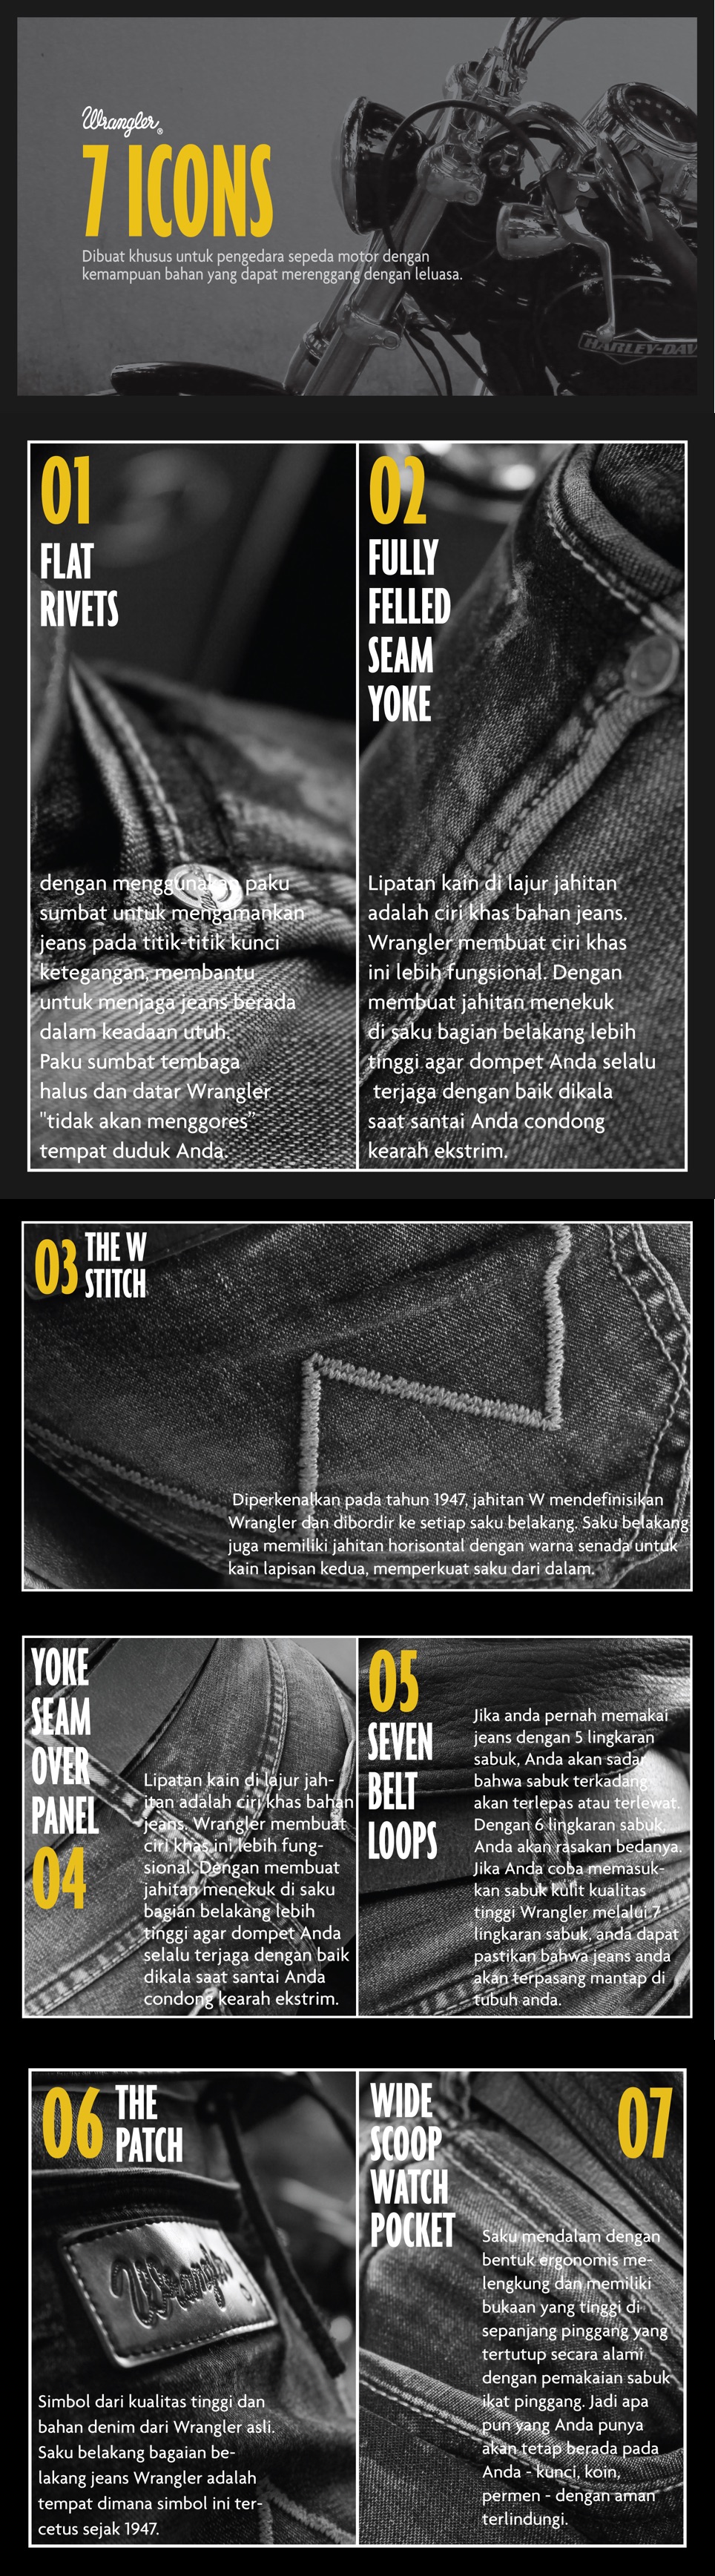 Wrangler®
7 ICONS
Dibuat khusus untuk pengedara sepeda motor dengan
kemampuan bahan yang dapat merenggang dengan leluasa.
HARLEY-DAV
01
FLAT
RIVETS
dengan menggunakan paku
sumbat untuk mengamankan
jeans pada titik-titik kunci
ketegangan, membantu
untuk menjaga jeans berada
dalam keadaan utuh.
Paku sumbat tembaga
halus dan datar Wrangler
"tidak akan menggores”
tempat duduk Anda.
02
FULLY
FELLED
SEAM
YOKE
Lipatan kain di lajur jahitan
adalah ciri khas bahan jeans.
Wrangler membuat ciri khas
ini lebih fungsional. Dengan
membuat jahitan menekuk
di saku bagian belakang lebih
tinggi agar dompet Anda selalu
terjaga dengan baik dikala
saat santai Anda condong
kearah ekstrim.
03 THE W
STITCH
Diperkenalkan pada tahun 1947, jahitan W mendefinisikan
Wrangler dan dibordir ke setiap saku belakang. Saku belakang
juga memiliki jahitan horisontal dengan warna senada untuk
kain lapisan kedua, memperkuat saku dari dalam.
YOKE
SEAM
OVER
PANEL
04
Lipatan kain di lajur jah-
itan adalah ciri khas bahan
jeans. Wrangler membuat
ciri khas ini lebih fung-
sional. Dengan membuat
jahitan menekuk di saku
bagian belakang lebih
tinggi agar dompet Anda
selalu terjaga dengan baik
dikala saat santai Anda
condong kearah ekstrim.
05
SEVEN
BELT
LOOPS
Jika anda pernah memakai
jeans dengan 5 lingkaran
sabuk, Anda akan sadar
bahwa sabuk terkadang
akan terlepas atau terlewat.
Dengan 6 lingkaran sabuk,
Anda akan rasakan bedanya.
Jika Anda coba memasuk-
kan sabuk kulit kualitas
tinggi Wrangler melalui 7
lingkaran sabuk, anda dapat
pastikan bahwa jeans anda
akan terpasang mantap di
tubuh anda.
06 THE
PATCH
Wrangler
Simbol dari kualitas tinggi dan
bahan denim dari Wrangler asli.
Saku belakang bagaian be-
lakang jeans Wrangler adalah
tempat dimana simbol ini ter-
cetus sejak 1947.
WIDE
SCOOP
WATCH
POCKET
07
Saku mendalam dengan
bentuk ergonomis me-
lengkung dan memiliki
bukaan yang tinggi di
sepanjang pinggang yang
tertutup secara alami
dengan pemakaian sabuk
ikat pinggang. Jadi apa
pun yang Anda punya
akan tetap berada pada
Anda - kunci, koin,
permen - dengan aman
terlindungi.